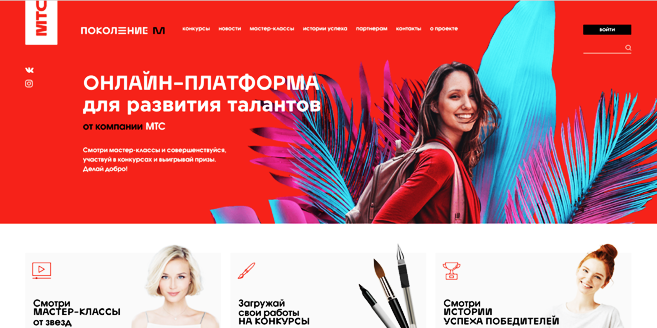 МТС
ПОКОЛЕНИЕ М
конкурсы новости мастер-классы истории успеха партнерам контакты о проекте
ВОЙТИ
ОНЛАЙН-ПЛАТФОРМА
для развития талантов
от компании МТС
Смотри мастер-классы и совершенствуйся,
участвуй в конкурсах и выигрывай призы.
Делай добро!
Смотри
МАСТЕР-КЛАССЫ
от звезд
Загружай
свои работы
НА КОНКУРСЫ
Смотри
ИСТОРИИ
УСПЕХА ПОБЕДИТЕЛЕЙ